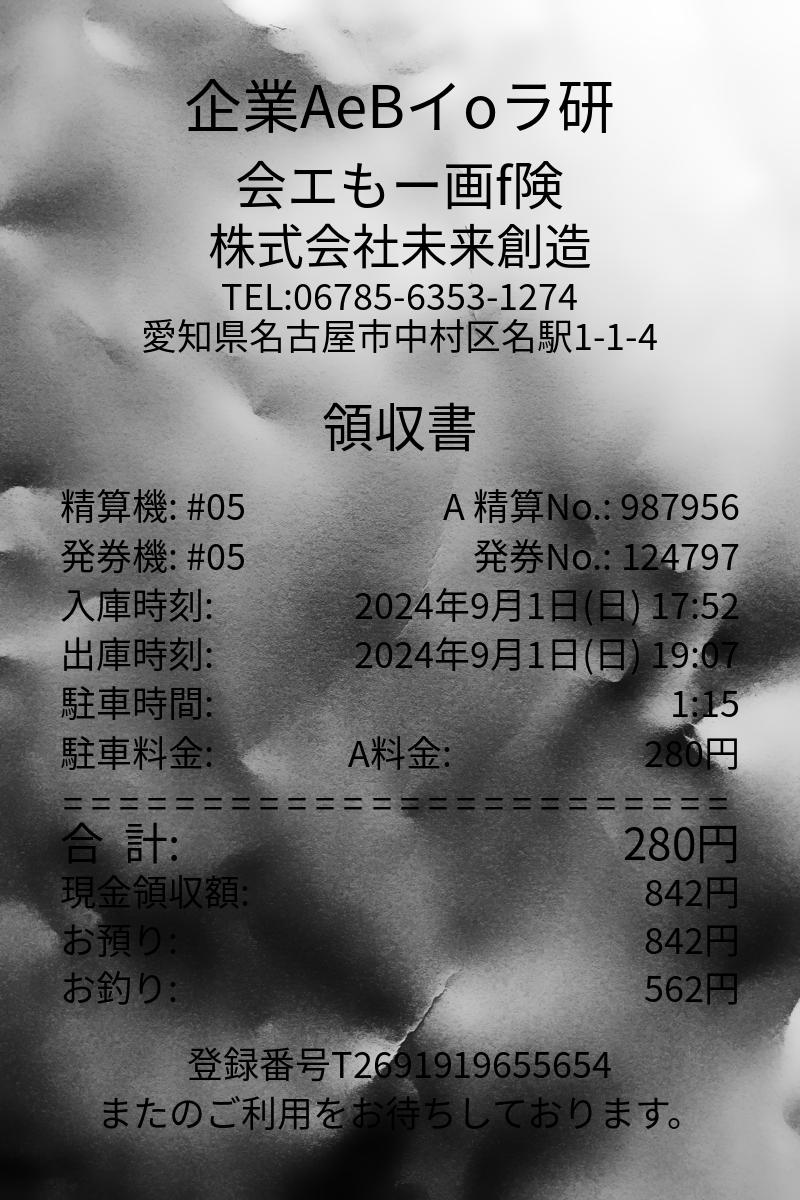 企業AeBイoラ研
会エもー画f険
株式会社未来創造
TEL:06785-6353-1274
愛知県名古屋市中村区名駅1-1-4
領収書
精算機: #05 A 精算No.: 987956
発券機: #05 発券No.: 124797
入庫時刻: 2024年9月1日(日) 17:52
出庫時刻: 2024年9月1日(日) 19:07
駐車時間: 1:15
駐車料金: A料金: 280円
========================
合 計: 280円
現金領収額: 842円
お預り: 842円
お釣り: 562円
登録番号T2691919655654
またのご利用をお待ちしております。